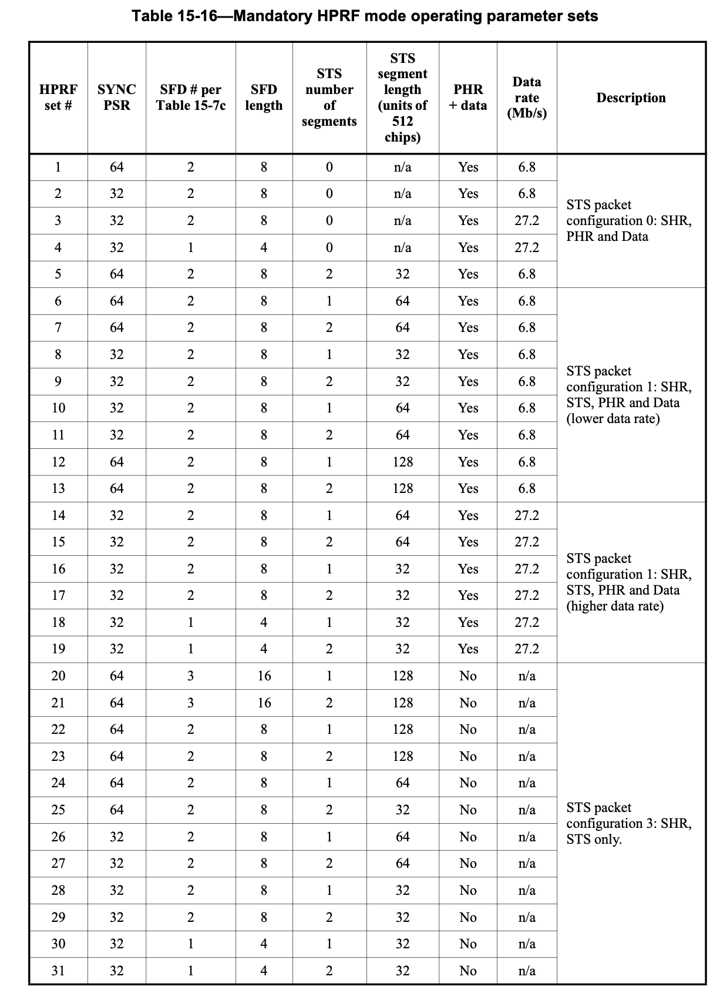 Table 15-16—Mandatory HPRF mode operating parameter sets
HPRF set # SYNC PSR SFD # per Table 15-7c SFD length STS number of segments STS segment length (units of 512 chips) PHR + data Data rate (Mb/s) Description
1 64 2 8 0 n/a Yes 6.8
2 32 2 8 0 n/a Yes 6.8
3 32 2 8 0 n/a Yes 27.2
4 32 1 4 0 n/a Yes 27.2
5 64 2 8 2 32 Yes 6.8
STS packet
configuration 0: SHR,
PHR and Data
6 64 2 8 1 64 Yes 6.8
7 64 2 8 2 64 Yes 6.8
8 32 2 8 1 32 Yes 6.8
9 32 2 8 2 32 Yes 6.8
10 32 2 8 1 64 Yes 6.8
11 32 2 8 2 64 Yes 6.8
12 64 2 8 1 128 Yes 6.8
13 64 2 8 2 128 Yes 6.8
STS packet
configuration 1: SHR,
STS, PHR and Data
(lower data rate)
14 32 2 8 1 64 Yes 27.2
15 32 2 8 2 64 Yes 27.2
16 32 2 8 1 32 Yes 27.2
17 32 2 8 2 32 Yes 27.2
18 32 1 4 1 32 Yes 27.2
19 32 1 4 2 32 Yes 27.2
STS packet
configuration 1: SHR,
STS, PHR and Data
(higher data rate)
20 64 3 16 1 128 No n/a
21 64 3 16 2 128 No n/a
22 64 2 8 1 128 No n/a
23 64 2 8 2 128 No n/a
24 64 2 8 1 64 No n/a
25 64 2 8 2 32 No n/a
26 32 2 8 1 64 No n/a
27 32 2 8 2 64 No n/a
28 32 2 8 1 32 No n/a
29 32 2 8 2 32 No n/a
30 32 1 4 1 32 No n/a
31 32 1 4 2 32 No n/a
STS packet
configuration 3: SHR,
STS only.